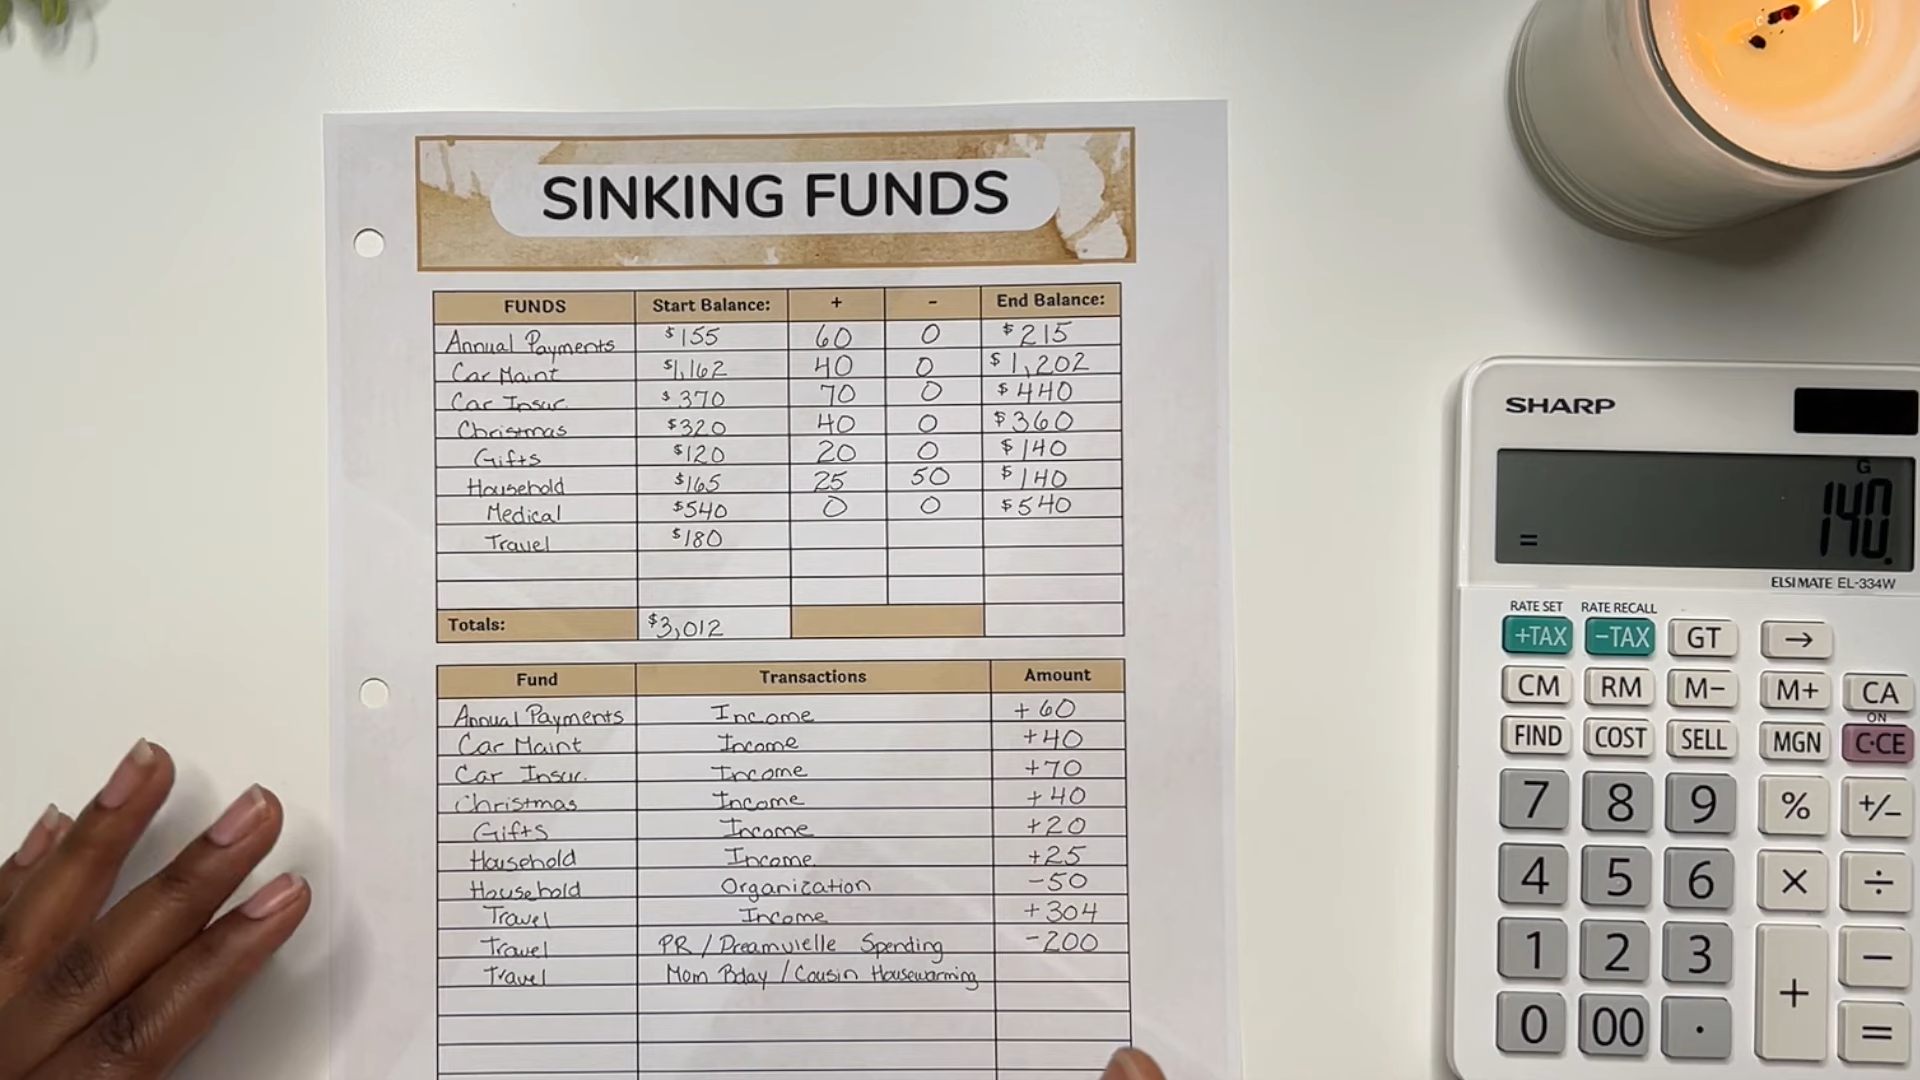 SINKING FUNDS
FUNDS Start Balance: + - End Balance:
Annual Payments $155 60 0 $215
Car Maint $1,162 40 0 $1,202
Car Insur. $370 70 0 $440
Christmas $320 40 0 $360
Gifts $120 20 0 $140
Household $165 25 50 $140
Medical $540 0 0 $540
Travel $180
Totals: $3,012
Fund Transactions Amount
Annual Payments Income +60
Car Maint Income +40
Car Insur. Income +70
Christmas Income +40
Gifts Income +20
Household Income +25
Household Organization -50
Travel Income +304
Travel PR / Dreamvielle Spending -200
Travel Mom Bday / Cousin Housewarming
SHARP
G
140.
=
ELSIMATE EL-334W
RATE SET RATE RECALL
+TAX -TAX GT →
CM RM M- M+ CA
ON
FIND COST SELL MGN C·CE
7 8 9 % +/-
4 5 6 × ÷
1 2 3 + -
0 00 · =